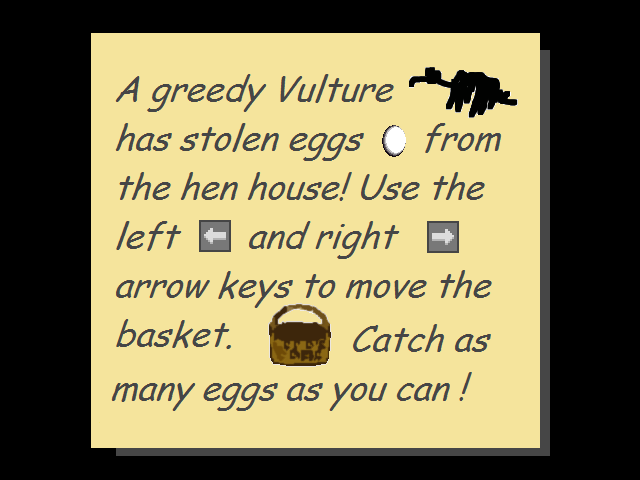 A greedy Vulture
has stolen eggs from
the hen house! Use the
left and right
arrow keys to move the
basket. Catch as
many eggs as you can !